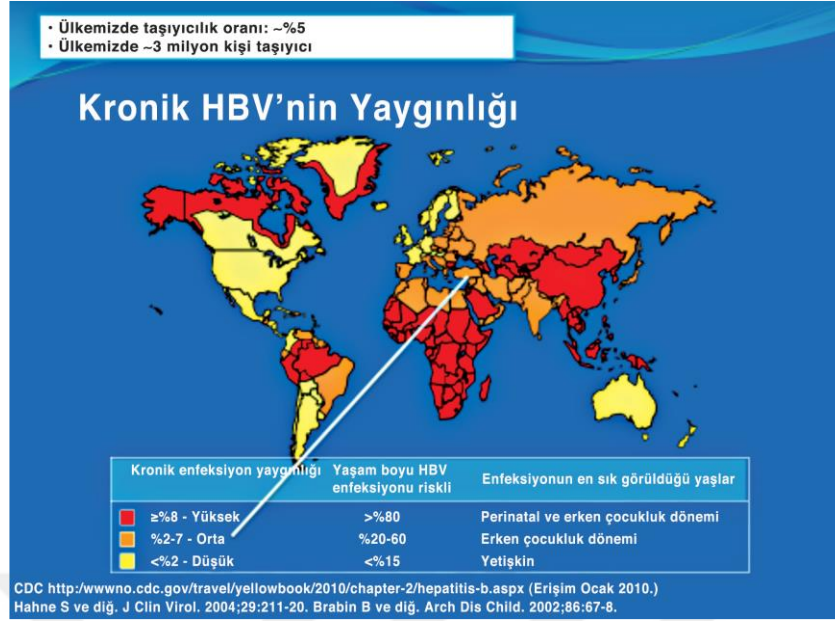 • Ülkemizde taşıyıcılık oranı: ~%5
• Ülkemizde ~3 milyon kişi taşıyıcı
Kronik HBV’nin Yaygınlığı
Kronik enfeksiyon yaygınlığı
Yaşam boyu HBV
enfeksiyonu riskli
Enfeksiyonun en sık görüldüğü yaşlar
≥%8 - Yüksek >%80 Perinatal ve erken çocukluk dönemi
%2-7 - Orta %20-60 Erken çocukluk dönemi
<%2 - Düşük <%15 Yetişkin
CDC http:/wwwno.cdc.gov/travel/yellowbook/2010/chapter-2/hepatitis-b.aspx (Erişim Ocak 2010.)
Hahne S ve diğ. J Clin Virol. 2004;29:211-20. Brabin B ve diğ. Arch Dis Child. 2002;86:67-8.